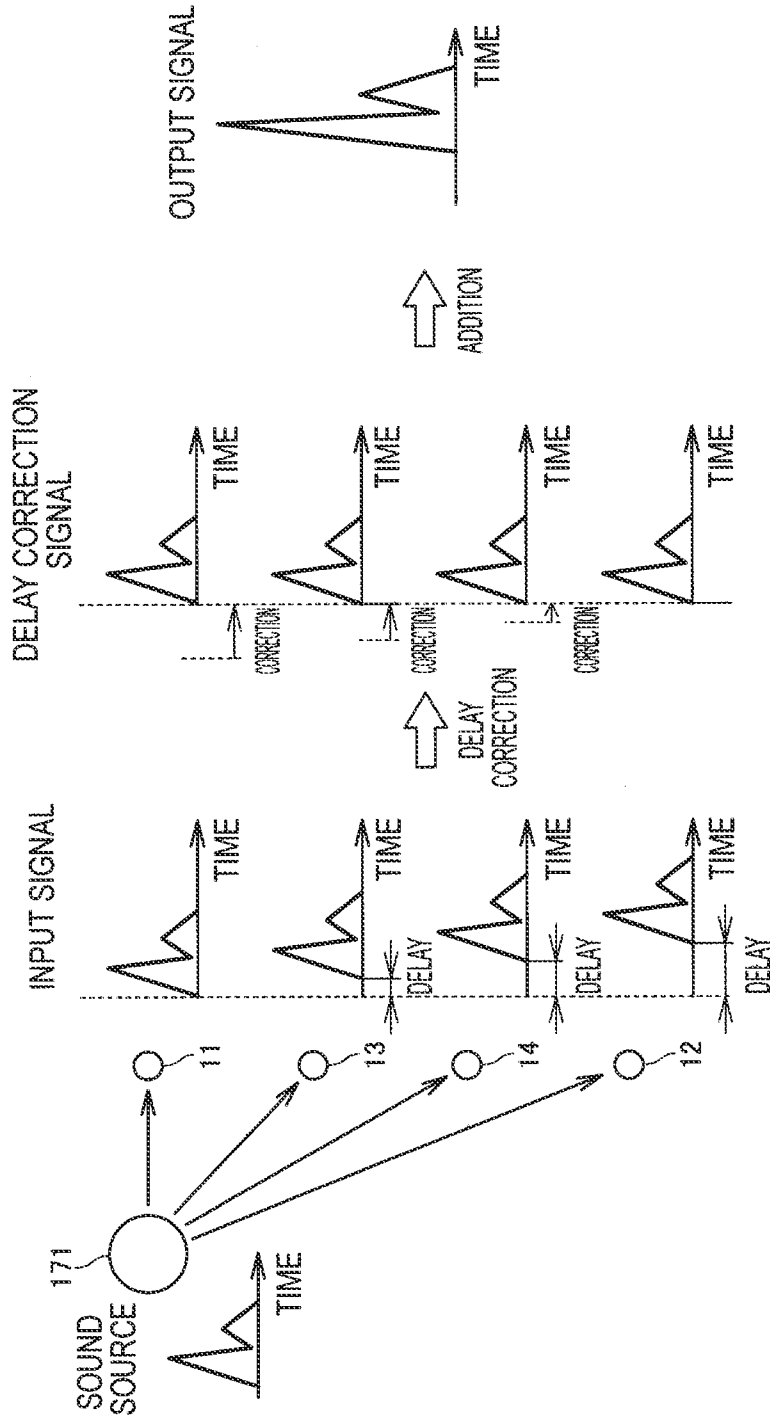 SOUND
SOURCE
171
TIME
11
13
14
12
INPUT SIGNAL
TIME
TIME
DELAY
TIME
DELAY
TIME
DELAY
DELAY
CORRECTION
DELAY CORRECTION
SIGNAL
TIME
CORRECTION
TIME
CORRECTION
TIME
CORRECTION
TIME
ADDITION
OUTPUT SIGNAL
TIME